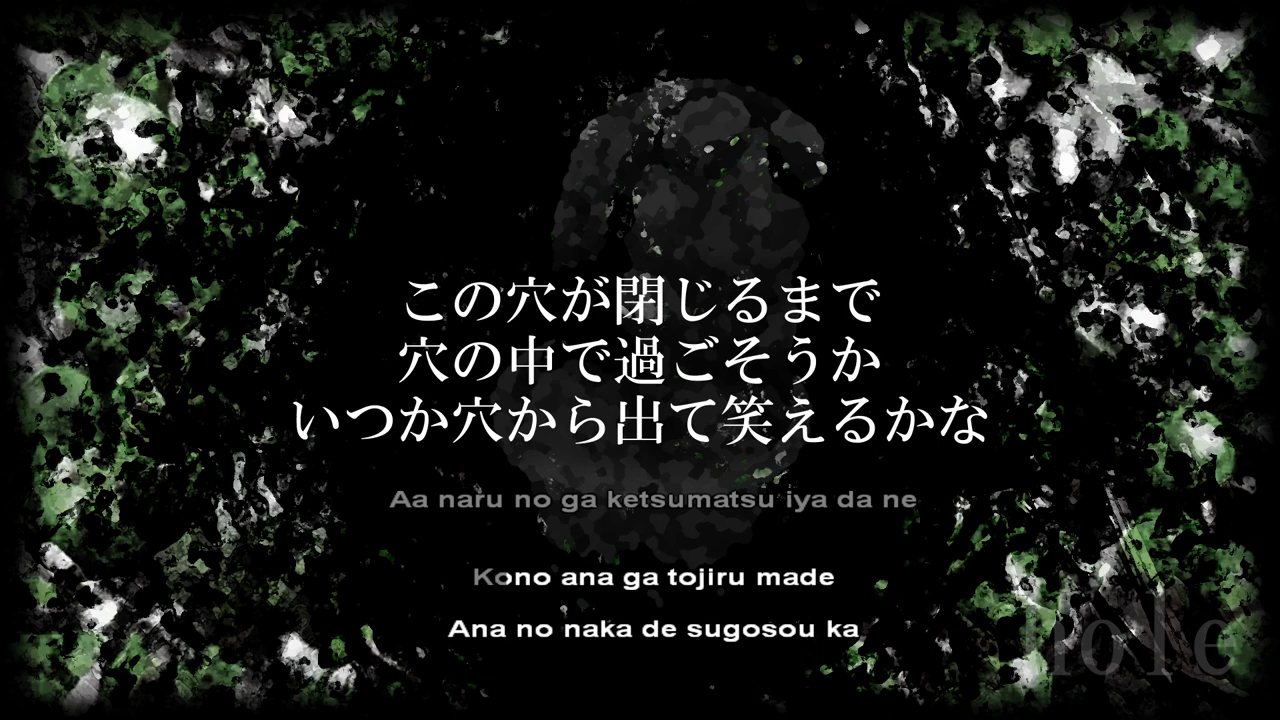 この穴が閉じるまで
穴の中で過ごそうか
いつか穴から出て笑えるかな
Aa naru no ga ketsumatsu iya da ne
Kono ana ga tojiru made
Ana no naka de sugosou ka
hole